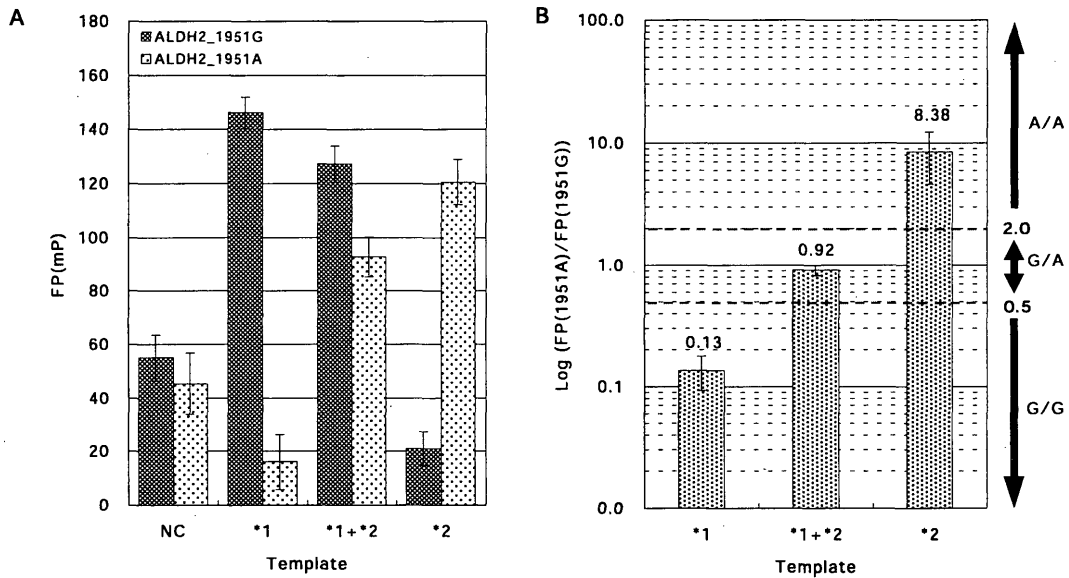 A
ALDH2_1951G
ALDH2_1951A
FP(mP)
180
160
140
120
100
80
60
40
20
0
NC
*1
*1+*2
*2
Template
B
Log (FP(1951A)/FP(1951G))
100.0
10.0
1.0
0.1
0.0
0.13
0.92
8.38
*1
*1+*2
*2
Template
A/A
2.0
G/A
0.5
G/G